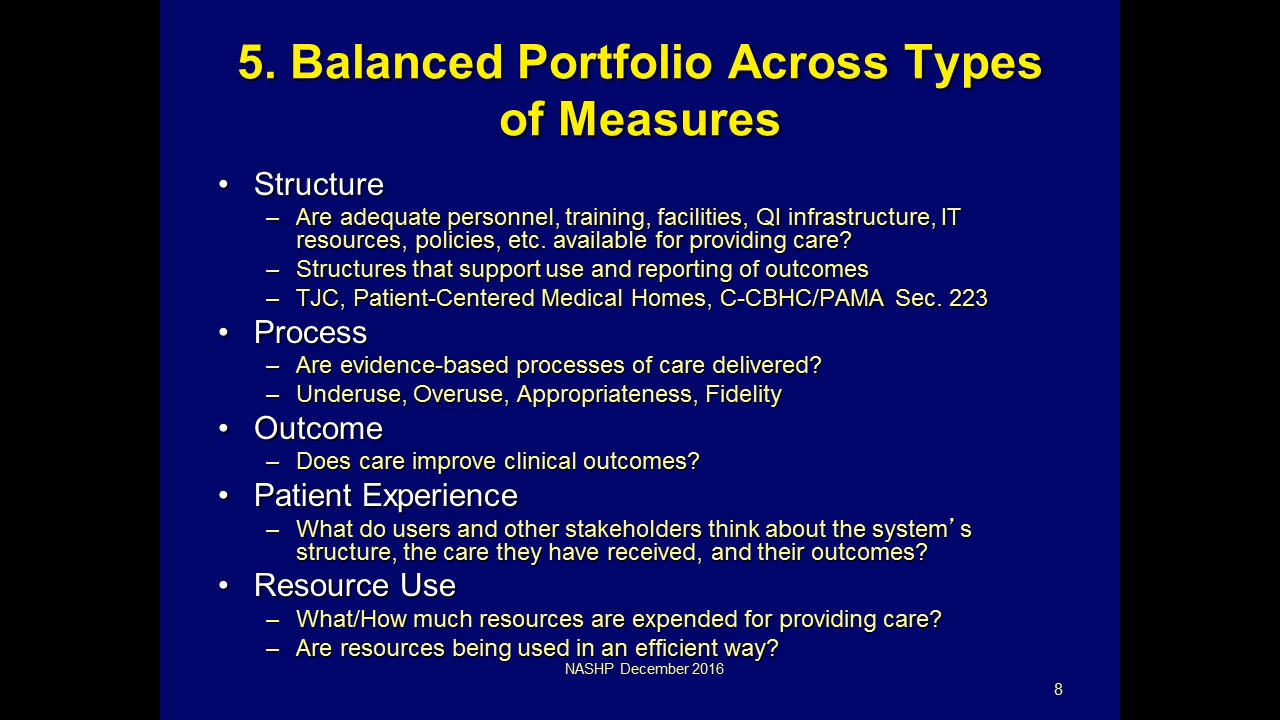 5. Balanced Portfolio Across Types
of Measures
• Structure
– Are adequate personnel, training, facilities, QI infrastructure, IT
resources, policies, etc. available for providing care?
– Structures that support use and reporting of outcomes
– TJC, Patient-Centered Medical Homes, C-CBHC/PAMA Sec. 223
• Process
– Are evidence-based processes of care delivered?
– Underuse, Overuse, Appropriateness, Fidelity
• Outcome
– Does care improve clinical outcomes?
• Patient Experience
– What do users and other stakeholders think about the system’s
structure, the care they have received, and their outcomes?
• Resource Use
– What/How much resources are expended for providing care?
– Are resources being used in an efficient way?
NASHP December 2016
8